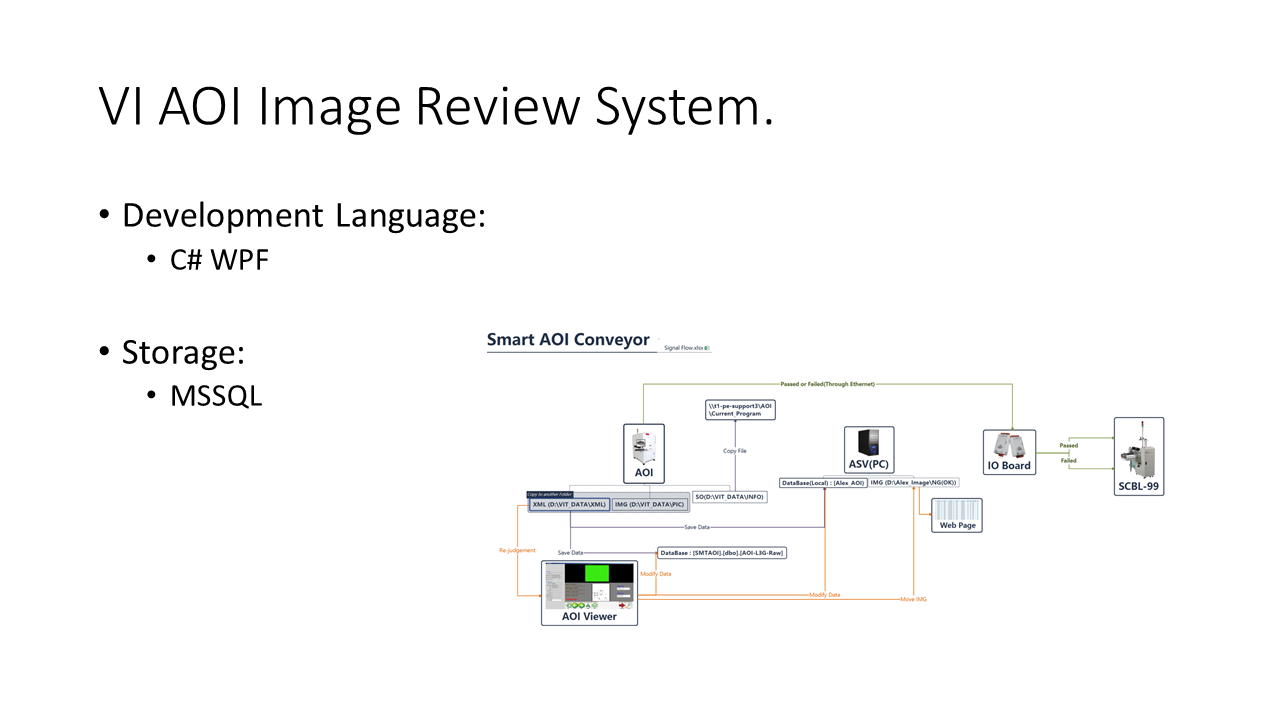 VI AOI Image Review System.
• Development Language:
• C# WPF
• Storage:
• MSSQL
Smart AOI Conveyor
Signal Flow.xlsx
Passed or Failed(Through Ethernet)
\\t1-pe-support3\AOI
\Current_Program
AOI
Copy File
ASV(PC)
IO Board
Passed
Failed
SCBL-99
DataBase(Local) : [Alex_AOI]
IMG (D:\Alex_Image\NG(OK))
Copy to another Folder
XML (D:\VIT_DATA\XML)
IMG (D:\VIT_DATA\PIC)
SO(D:\VIT_DATA\INFO)
Web Page
Save Data
Re-judgement
Save Data
DataBase : [SMTAOI].[dbo].[AOI-L3G-Raw]
Modify Data
Modify Data
Move IMG
AOI Viewer